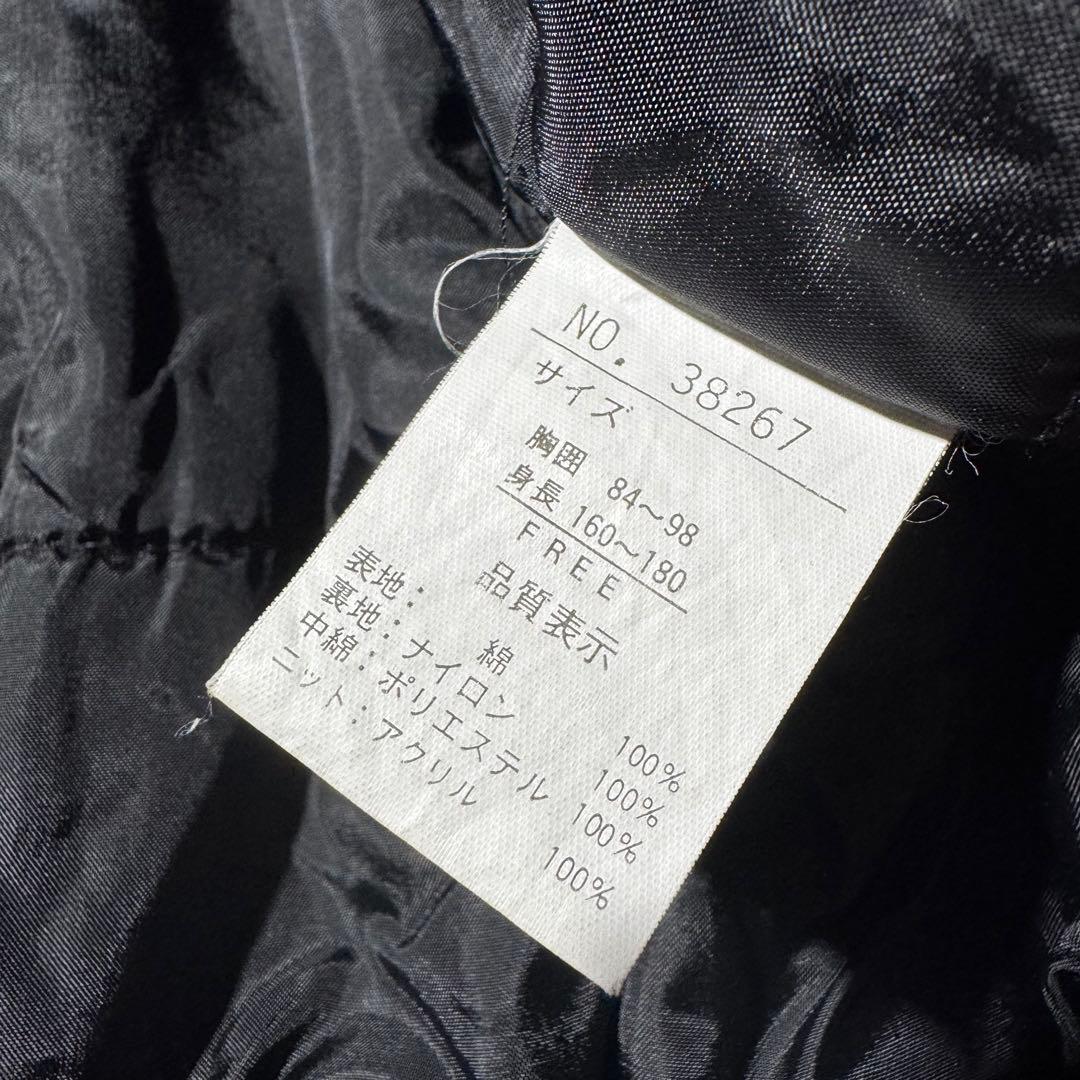 NO. 38267
サイズ
胸囲 84～98
身長 160～180
FREE
品質表示
表地: 綿 100%
裏地: ナイロン 100%
中綿: ポリエステル 100%
ニット: アクリル 100%